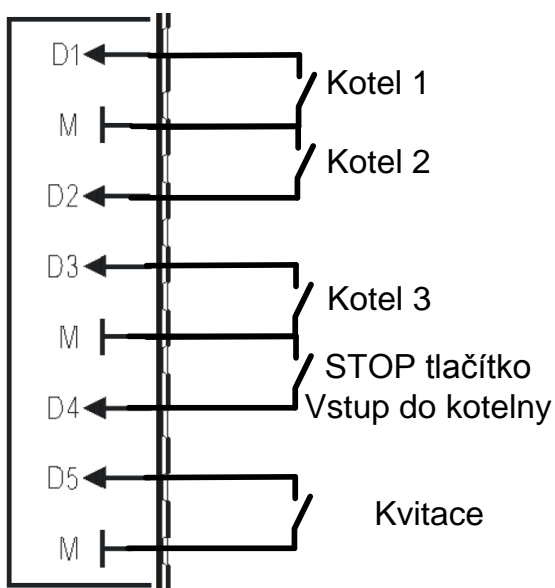 D1
Kotel 1
M
Kotel 2
D2
D3
Kotel 3
M
STOP tlačítko
Vstup do kotelny
D4
D5
Kvitace
M